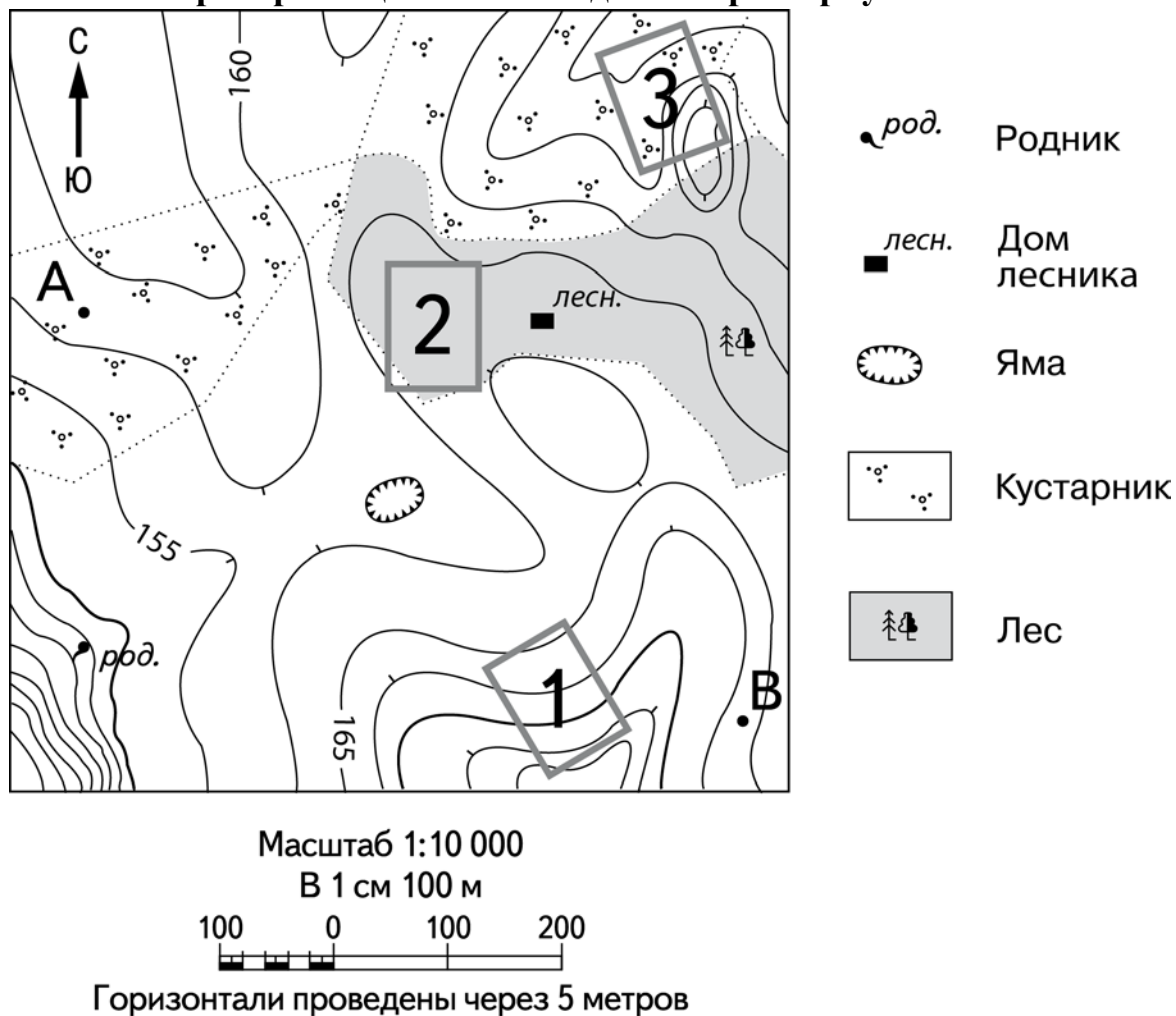 С
Ю
160
3
А
2
лесн.
155
род.
1
165
В
род. Родник
лесн. Дом
лесника
Яма
Кустарник
Лес
Масштаб 1:10 000
В 1 см 100 м
100 0 100 200
Горизонтали проведены через 5 метров